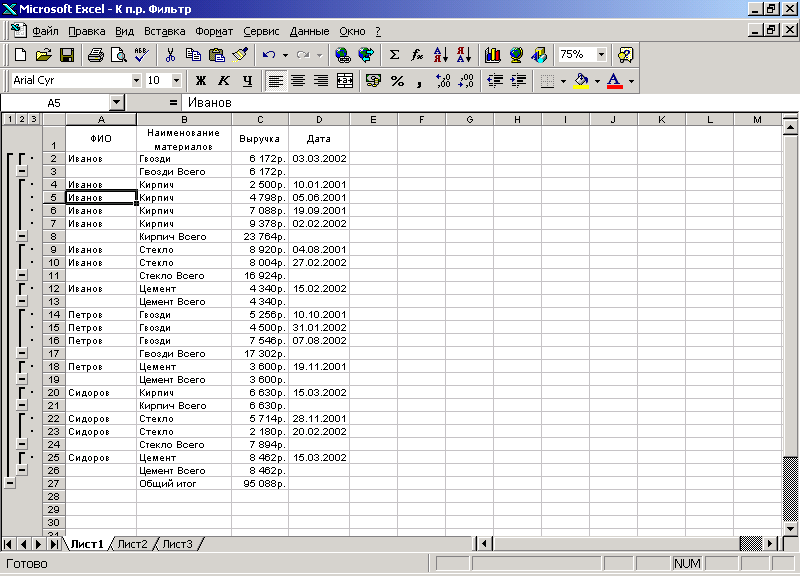 Microsoft Excel - К п.р. Фильтр
Файл Правка Вид Вставка Формат Сервис Данные Окно ?
Σ fx 75%
Arial Cyr 10 Ж К Ч % ,
A5 = Иванов
1 2 3 A B C D E F G H I J K L M
1 ФИО Наименование материалов Выручка Дата
2 Иванов Гвозди 6 172р. 03.03.2002
3 Гвозди Всего 6 172р.
4 Иванов Кирпич 2 500р. 10.01.2001
5 Иванов Кирпич 4 798р. 05.06.2001
6 Иванов Кирпич 7 088р. 19.09.2001
7 Иванов Кирпич 9 378р. 02.02.2002
8 Кирпич Всего 23 764р.
9 Иванов Стекло 8 920р. 04.08.2001
10 Иванов Стекло 8 004р. 27.02.2002
11 Стекло Всего 16 924р.
12 Иванов Цемент 4 340р. 15.02.2002
13 Цемент Всего 4 340р.
14 Петров Гвозди 5 256р. 10.10.2001
15 Петров Гвозди 4 500р. 31.01.2002
16 Петров Гвозди 7 546р. 07.08.2002
17 Гвозди Всего 17 302р.
18 Петров Цемент 3 600р. 19.11.2001
19 Цемент Всего 3 600р.
20 Сидоров Кирпич 6 630р. 15.03.2002
21 Кирпич Всего 6 630р.
22 Сидоров Стекло 5 714р. 28.11.2001
23 Сидоров Стекло 2 180р. 20.02.2002
24 Стекло Всего 7 894р.
25 Сидоров Цемент 8 462р. 15.03.2002
26 Цемент Всего 8 462р.
27 Общий итог 95 088р.
28
29
30
Лист1 Лист2 Лист3
Готово NUM